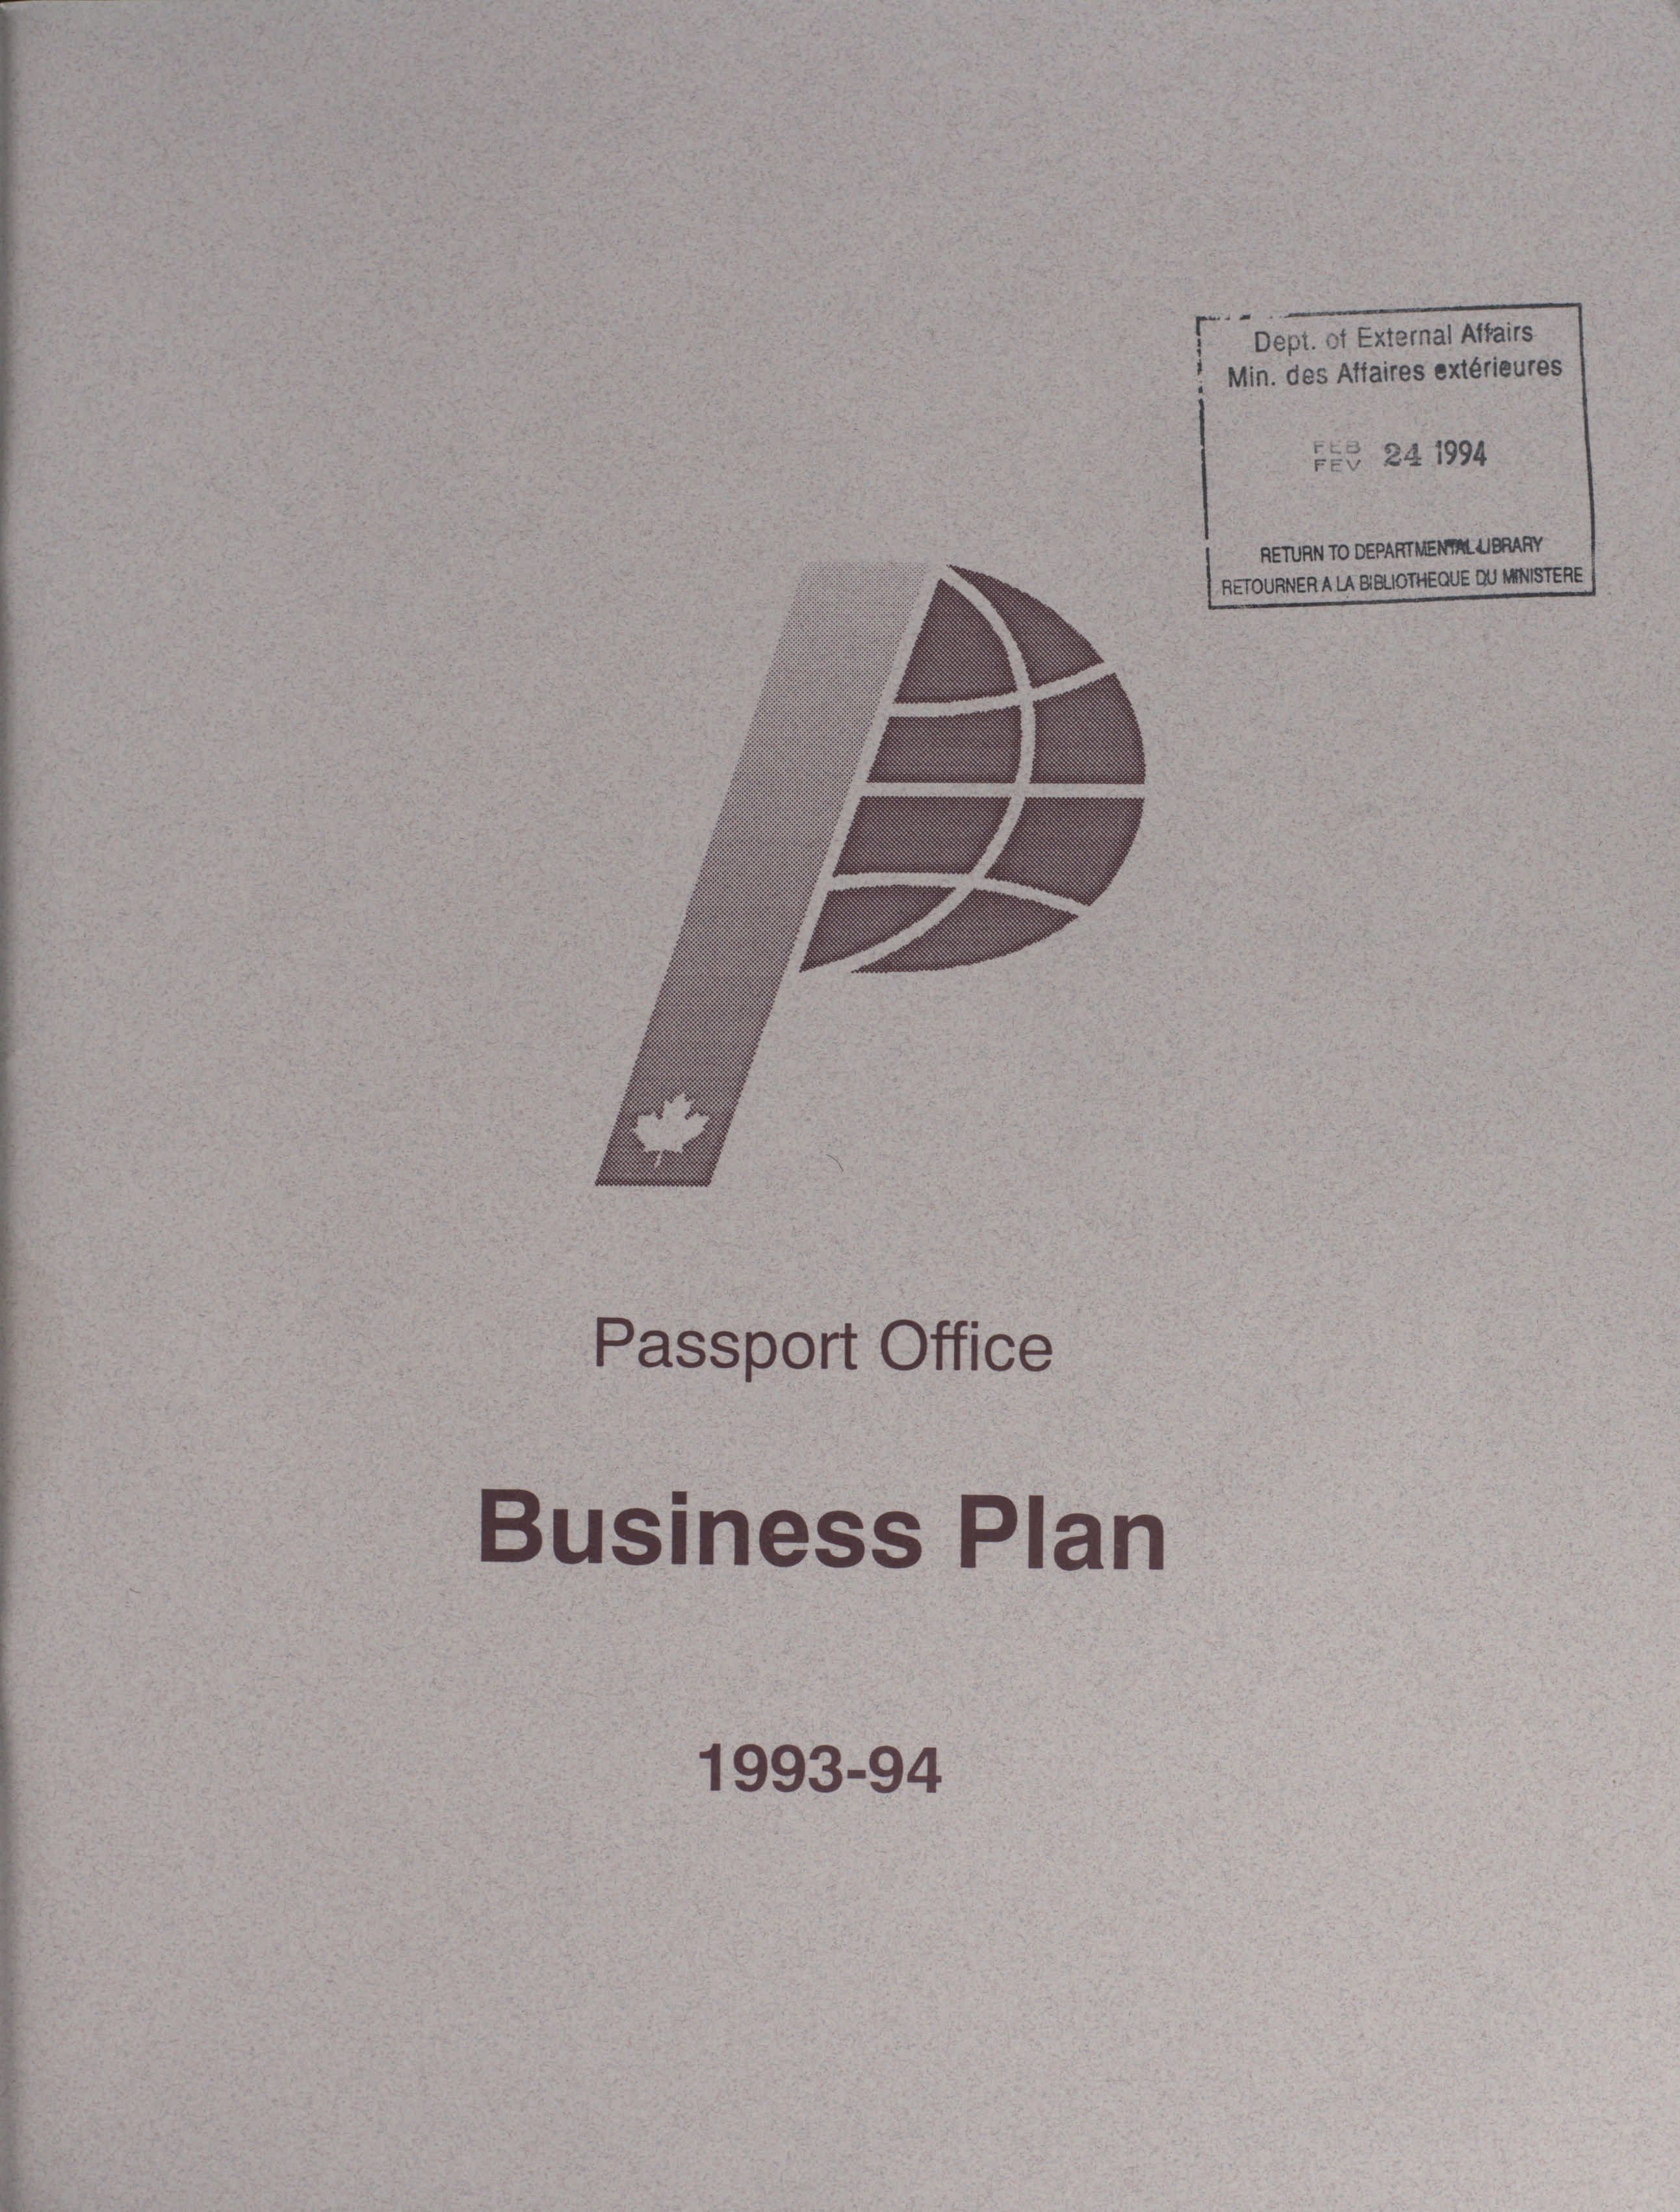 Dept. of External Affairs
Min. des Affaires extérieures
FEB
FEV 24 1994
RETURN TO DEPARTMENTAL LIBRARY
RETOURNER A LA BIBLIOTHEQUE DU MINISTERE
Passport Office
Business Plan
1993-94